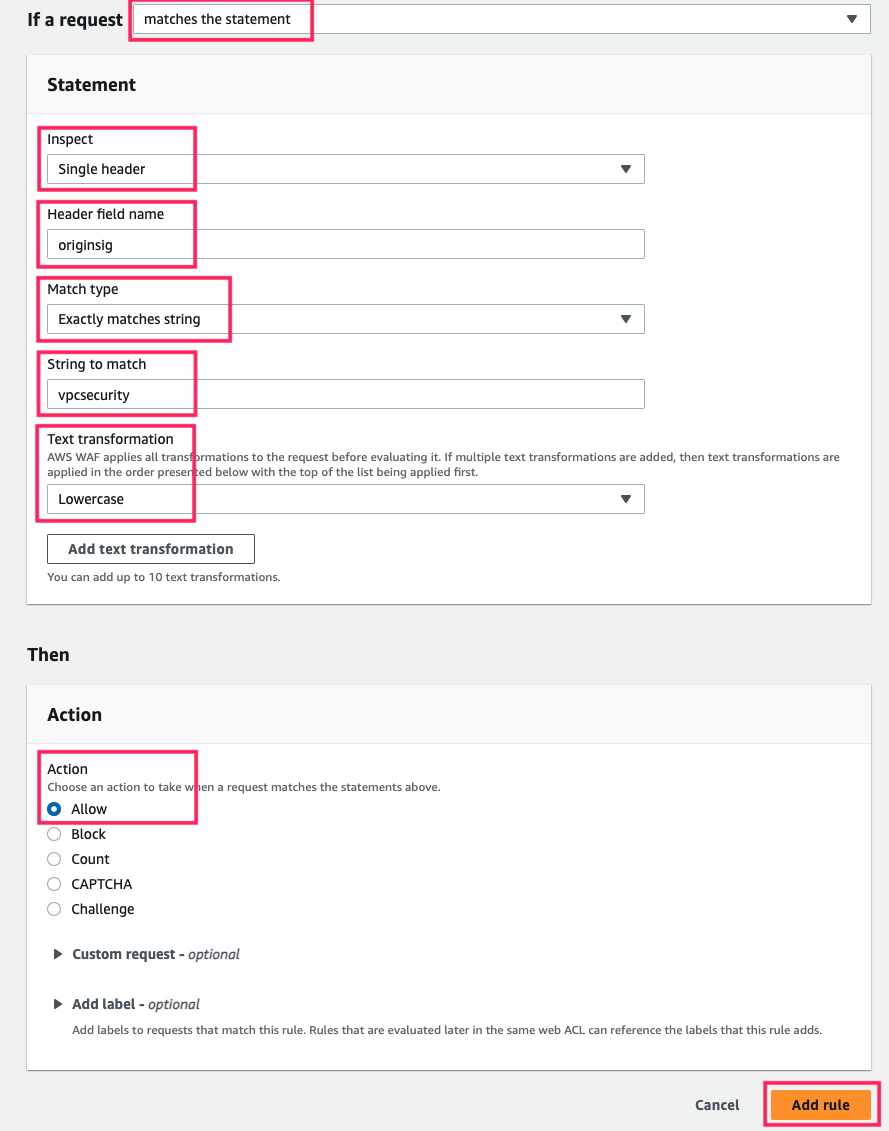 If a request matches the statement
Statement
Inspect
Single header
Header field name
originsig
Match type
Exactly matches string
String to match
vpcsecurity
Text transformation
AWS WAF applies all transformations to the request before evaluating it. If multiple text transformations are added, then text transformations are
applied in the order presented below with the top of the list being applied first.
Lowercase
Add text transformation
You can add up to 10 text transformations.
Then
Action
Action
Choose an action to take when a request matches the statements above.
Allow
Block
Count
CAPTCHA
Challenge
Custom request - optional
Add label - optional
Add labels to requests that match this rule. Rules that are evaluated later in the same web ACL can reference the labels that this rule adds.
Cancel Add rule